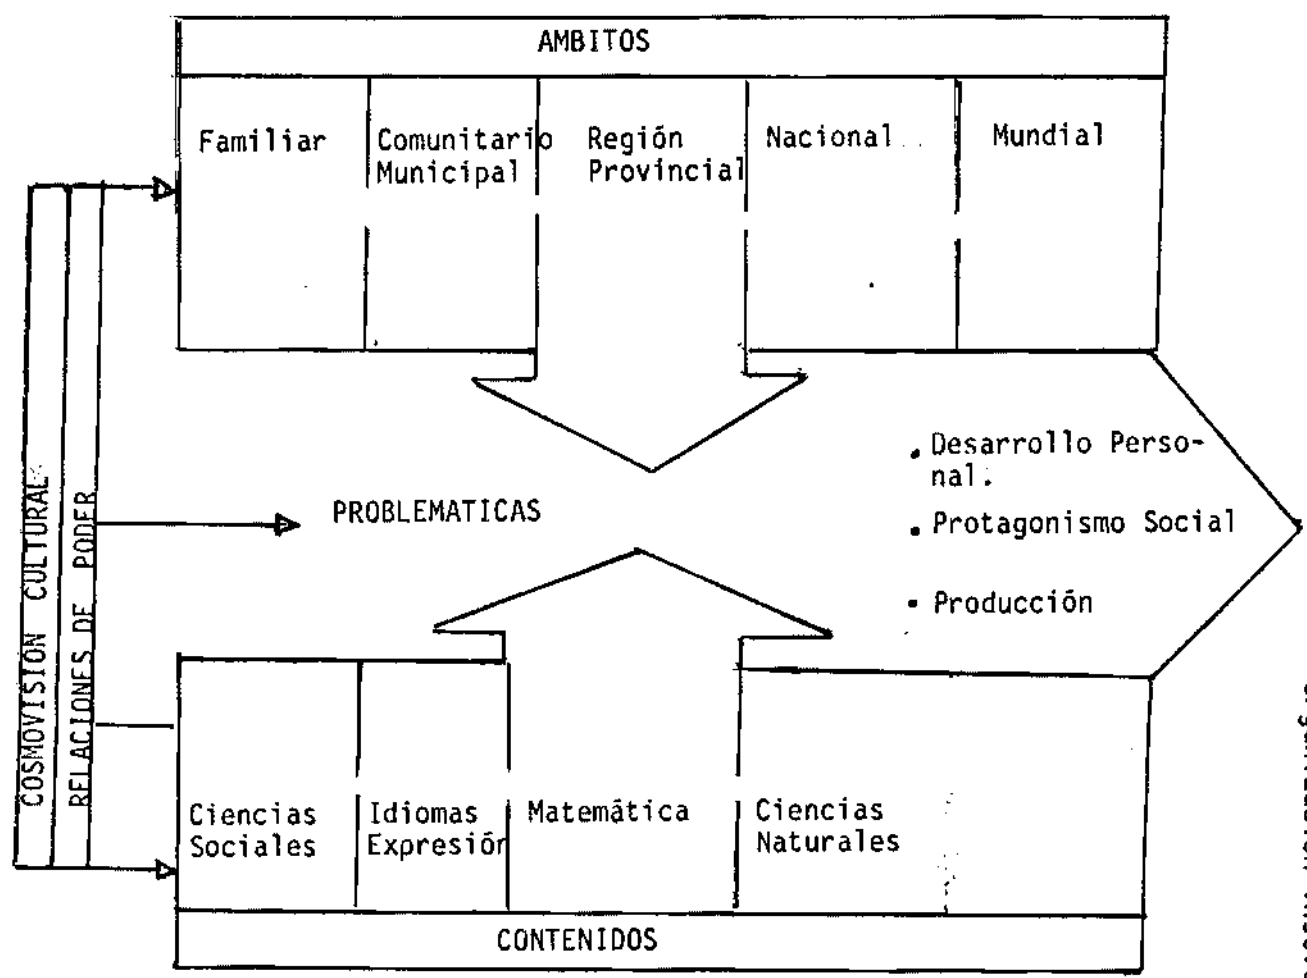 AMBITOS
Familiar
Comunitario
Municipal
Región
Provincial
Nacional
Mundial
COSMOVISION CULTURAL
RELACIONES DE PODER
PROBLEMATICAS
• Desarrollo Perso-
nal.
• Protagonismo Social
• Producción
Ciencias
Sociales
Idiomas
Expresión
Matemática
Ciencias
Naturales
CONTENIDOS